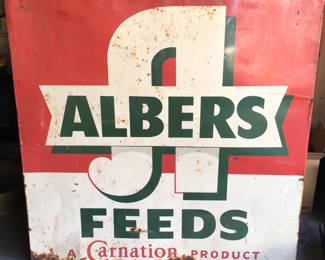 A
ALBERS
FEEDS
A Carnation PRODUCT